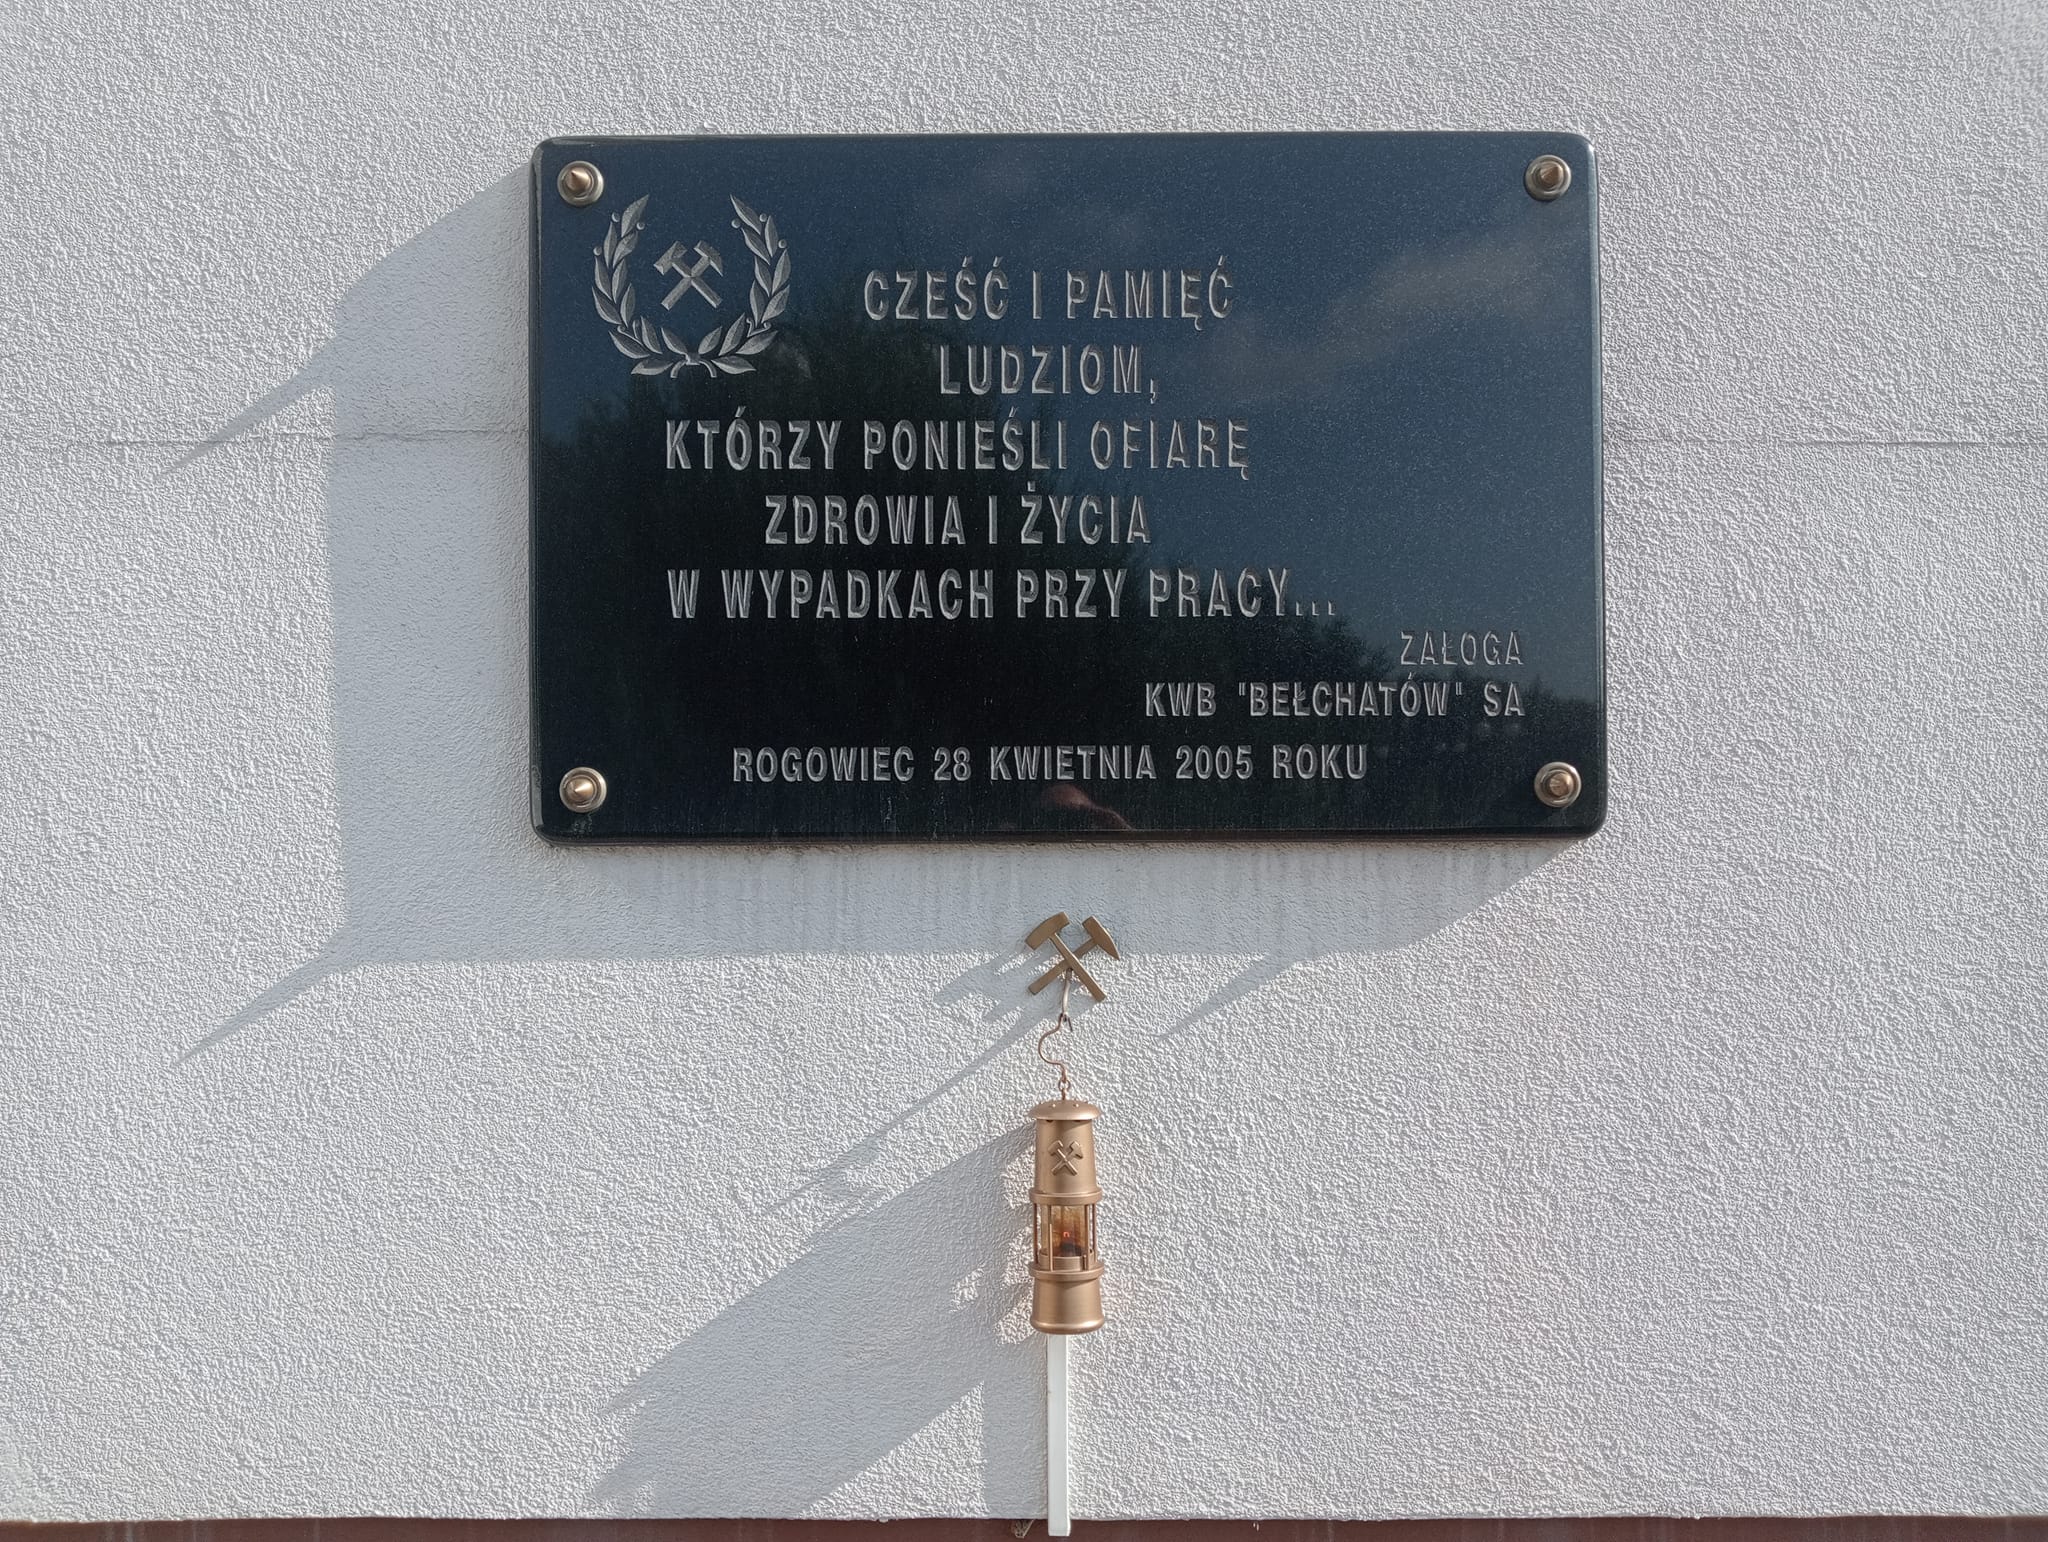 CZEŚĆ I PAMIĘĆ
LUDZIOM,
KTÓRZY PONIEŚLI OFIARĘ
ZDROWIA I ŻYCIA
W WYPADKACH PRZY PRACY...
ZAŁOGA
KWB "BEŁCHATÓW" SA
ROGOWIEC 28 KWIETNIA 2005 ROKU